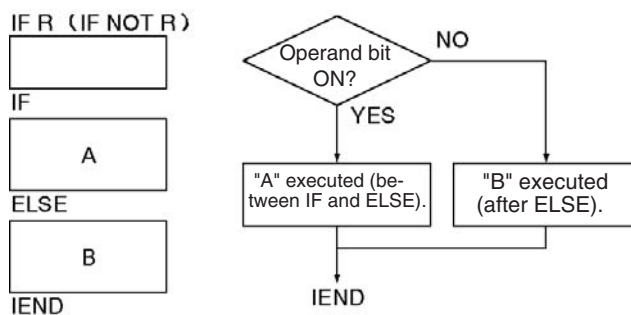 IF R (IF NOT R)
IF
A
ELSE
B
IEND
Operand bit
ON?
NO
YES
"A" executed (be-
tween IF and ELSE).
"B" executed
(after ELSE).
IEND